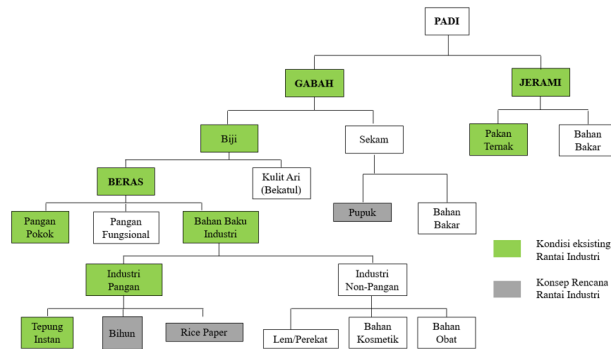 PADI
GABAH
JERAMI
Biji
Sekam
Pakan
Ternak
Bahan
Bakar
BERAS
Kulit Ari
(Bekatul)
Pangan
Pokok
Pangan
Fungsional
Bahan Baku
Industri
Pupuk
Bahan
Bakar
Kondisi eksisting
Rantai Industri
Industri
Pangan
Industri
Non-Pangan
Konsep Rencana
Rantai Industri
Tepung
Instan
Bihun
Rice Paper
Lem/Perekat
Bahan
Kosmetik
Bahan
Obat